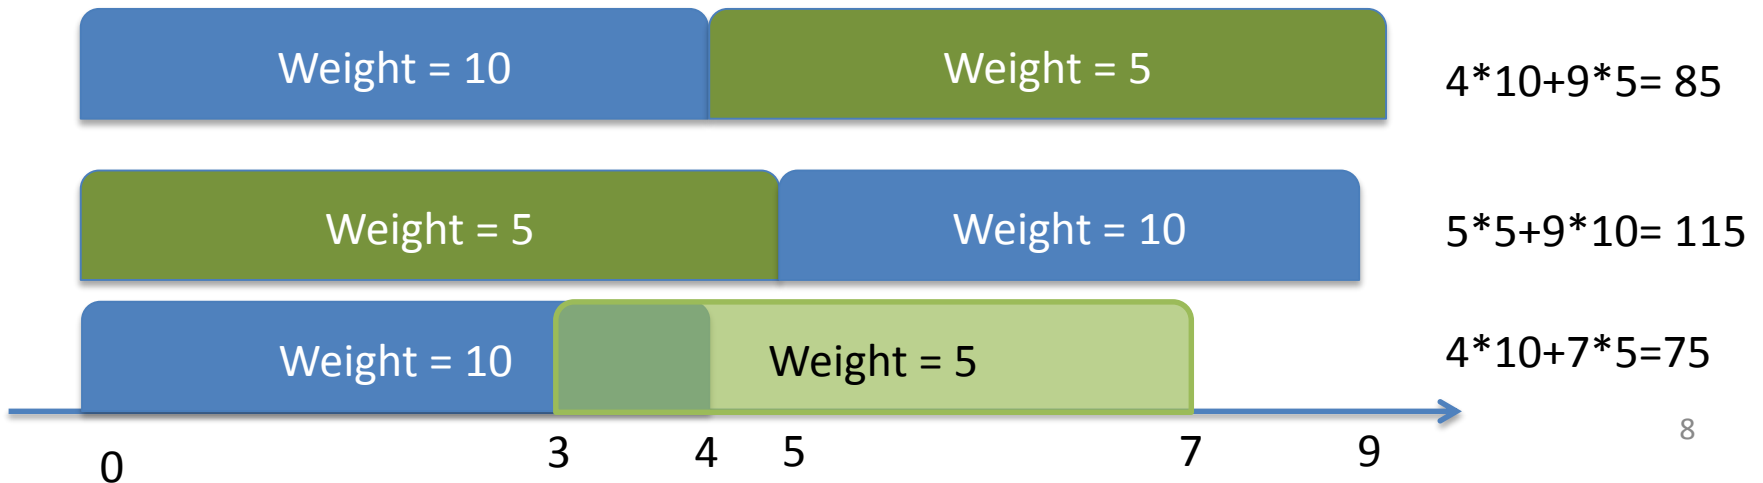 Weight = 10 Weight = 5 4*10+9*5= 85
Weight = 5 Weight = 10 5*5+9*10= 115
Weight = 10 Weight = 5 4*10+7*5=75
0 3 4 5 7 9
8